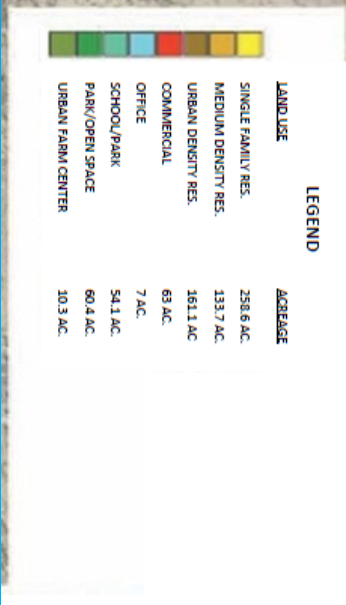 LEGEND
LAND USE ACREAGE
SINGLE FAMILY RES. 258.6 AC.
MEDIUM DENSITY RES. 133.7 AC.
URBAN DENSITY RES. 161.1 AC
COMMERCIAL 63 AC.
OFFICE 7 AC.
SCHOOL/PARK 54.1 AC.
PARK/OPEN SPACE 60.4 AC.
URBAN FARM CENTER 10.3 AC.